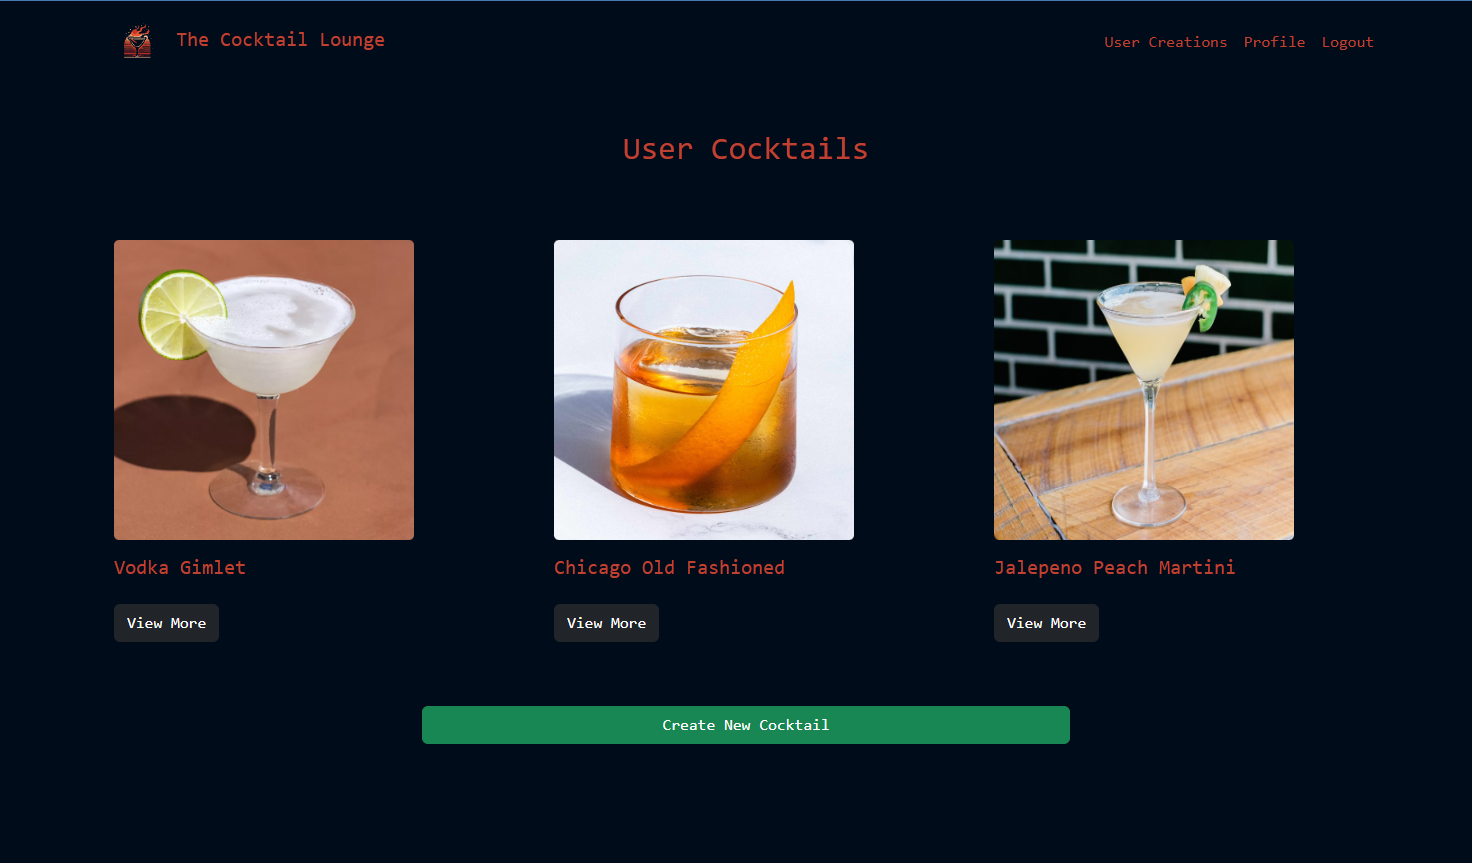 The Cocktail Lounge
User Creations Profile Logout
User Cocktails
Vodka Gimlet
Chicago Old Fashioned
Jalepeno Peach Martini
View More
View More
View More
Create New Cocktail